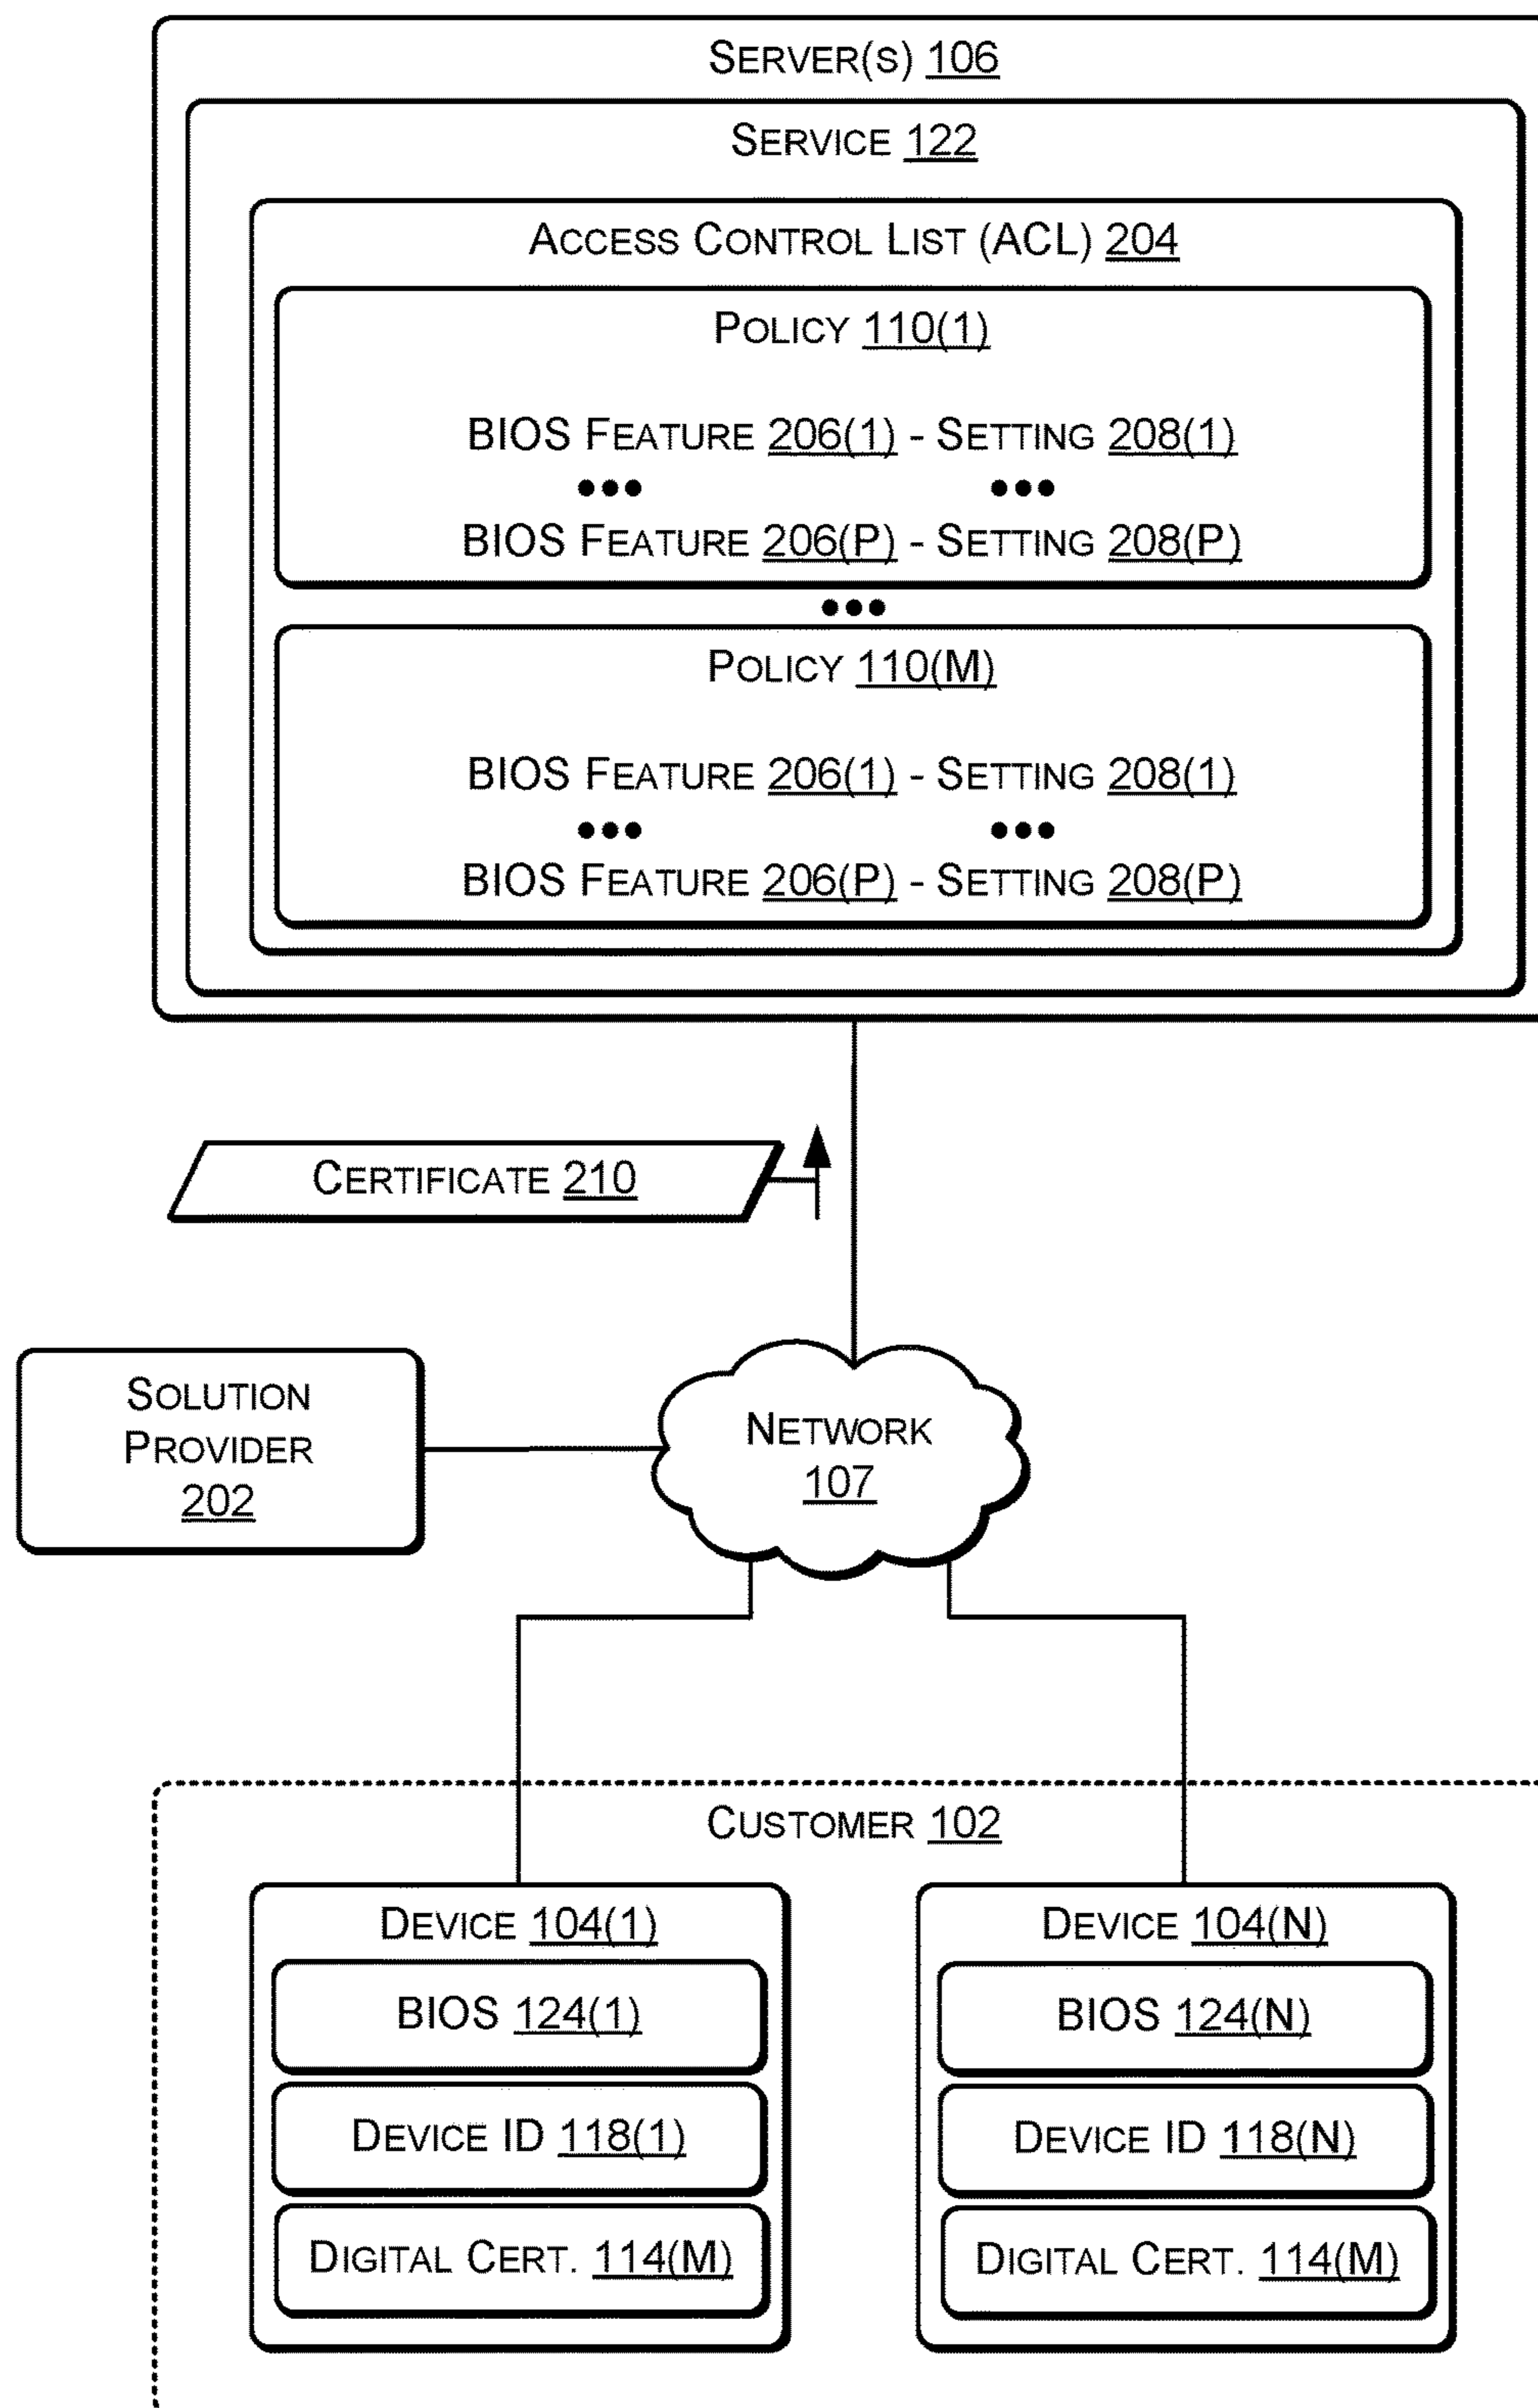 SERVER(S) 106
SERVICE 122
ACCESS CONTROL LIST (ACL) 204
POLICY 110(1)
BIOS FEATURE 206(1) - SETTING 208(1)
••• •••
BIOS FEATURE 206(P) - SETTING 208(P)
•••
POLICY 110(M)
BIOS FEATURE 206(1) - SETTING 208(1)
••• •••
BIOS FEATURE 206(P) - SETTING 208(P)
CERTIFICATE 210
SOLUTION
PROVIDER
202
NETWORK
107
CUSTOMER 102
DEVICE 104(1)
BIOS 124(1)
DEVICE ID 118(1)
DIGITAL CERT. 114(M)
DEVICE 104(N)
BIOS 124(N)
DEVICE ID 118(N)
DIGITAL CERT. 114(M)